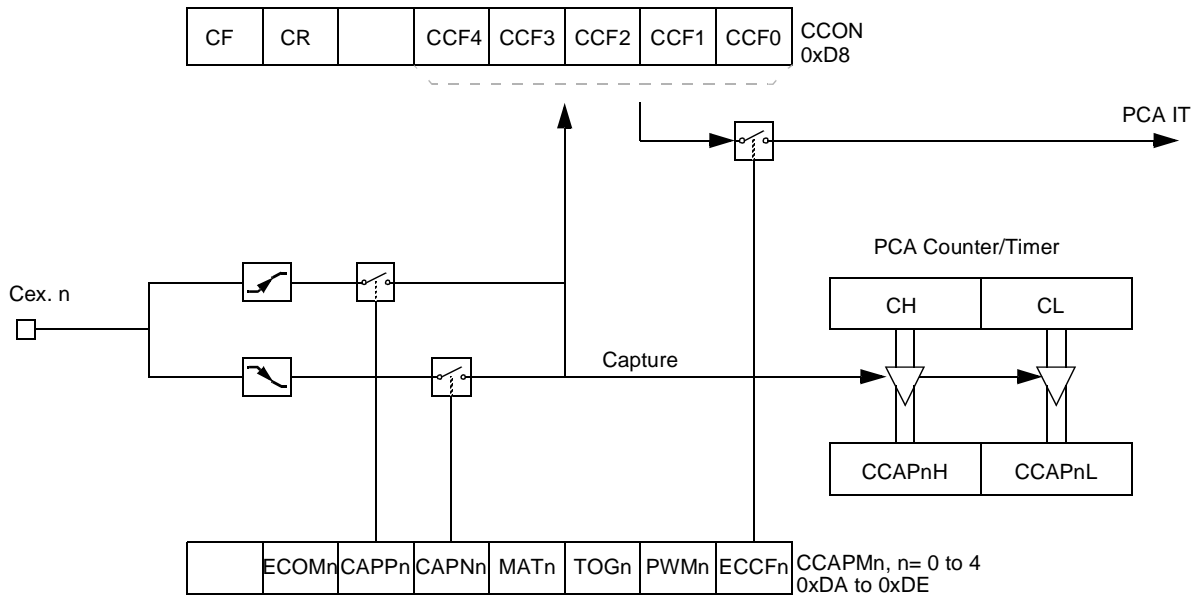 CF CR CCF4 CCF3 CCF2 CCF1 CCF0 CCON
0xD8
PCA IT
PCA Counter/Timer
Cex. n
CH CL
Capture
CCAPnH CCAPnL
ECOMn CAPPn CAPNn MATn TOGn PWMn ECCFn CCAPMn, n= 0 to 4
0xDA to 0xDE